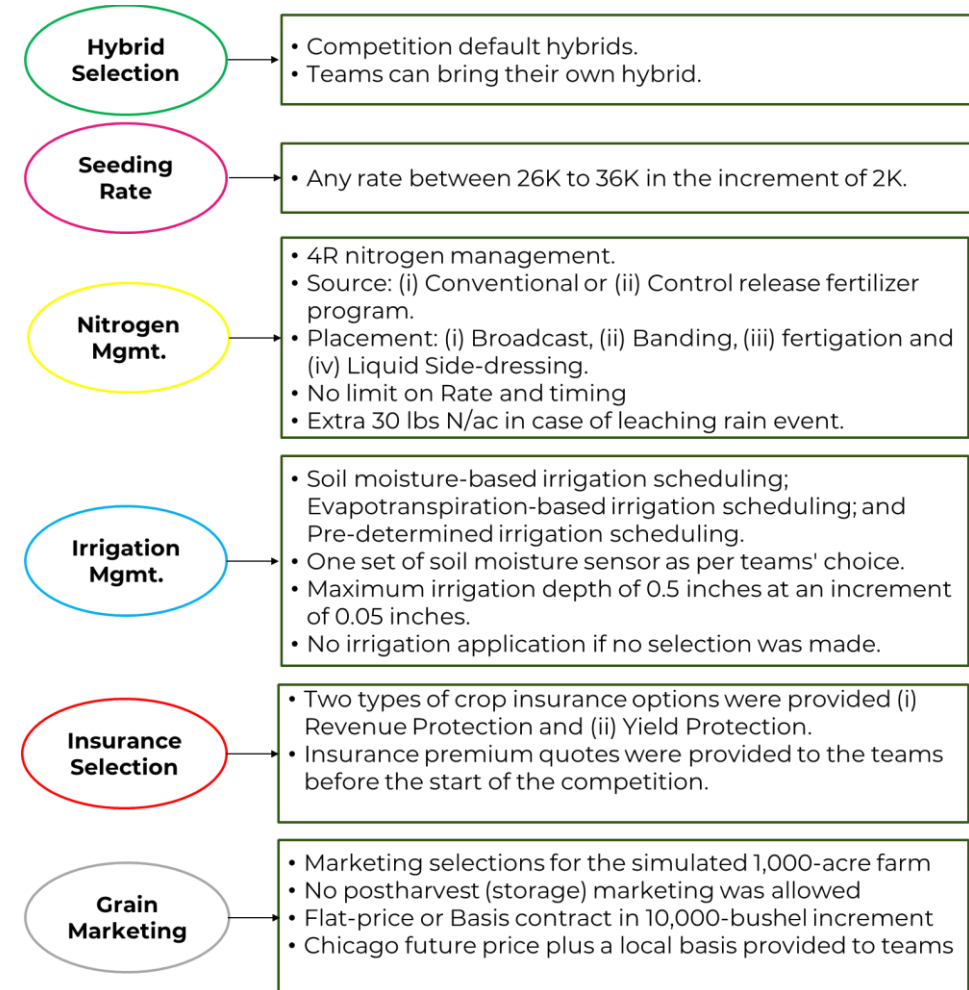 Hybrid
Selection
• Competition default hybrids.
• Teams can bring their own hybrid.
Seeding
Rate
• Any rate between 26K to 36K in the increment of 2K.
Nitrogen
Mgmt.
• 4R nitrogen management.
• Source: (i) Conventional or (ii) Control release fertilizer
program.
• Placement: (i) Broadcast, (ii) Banding, (iii) fertigation and
(iv) Liquid Side-dressing.
• No limit on Rate and timing
• Extra 30 lbs N/ac in case of leaching rain event.
Irrigation
Mgmt.
• Soil moisture-based irrigation scheduling;
Evapotranspiration-based irrigation scheduling; and
Pre-determined irrigation scheduling.
• One set of soil moisture sensor as per teams' choice.
• Maximum irrigation depth of 0.5 inches at an increment
of 0.05 inches.
• No irrigation application if no selection was made.
Insurance
Selection
• Two types of crop insurance options were provided (i)
Revenue Protection and (ii) Yield Protection.
• Insurance premium quotes were provided to the teams
before the start of the competition.
Grain
Marketing
• Marketing selections for the simulated 1,000-acre farm
• No postharvest (storage) marketing was allowed
• Flat-price or Basis contract in 10,000-bushel increment
• Chicago future price plus a local basis provided to teams